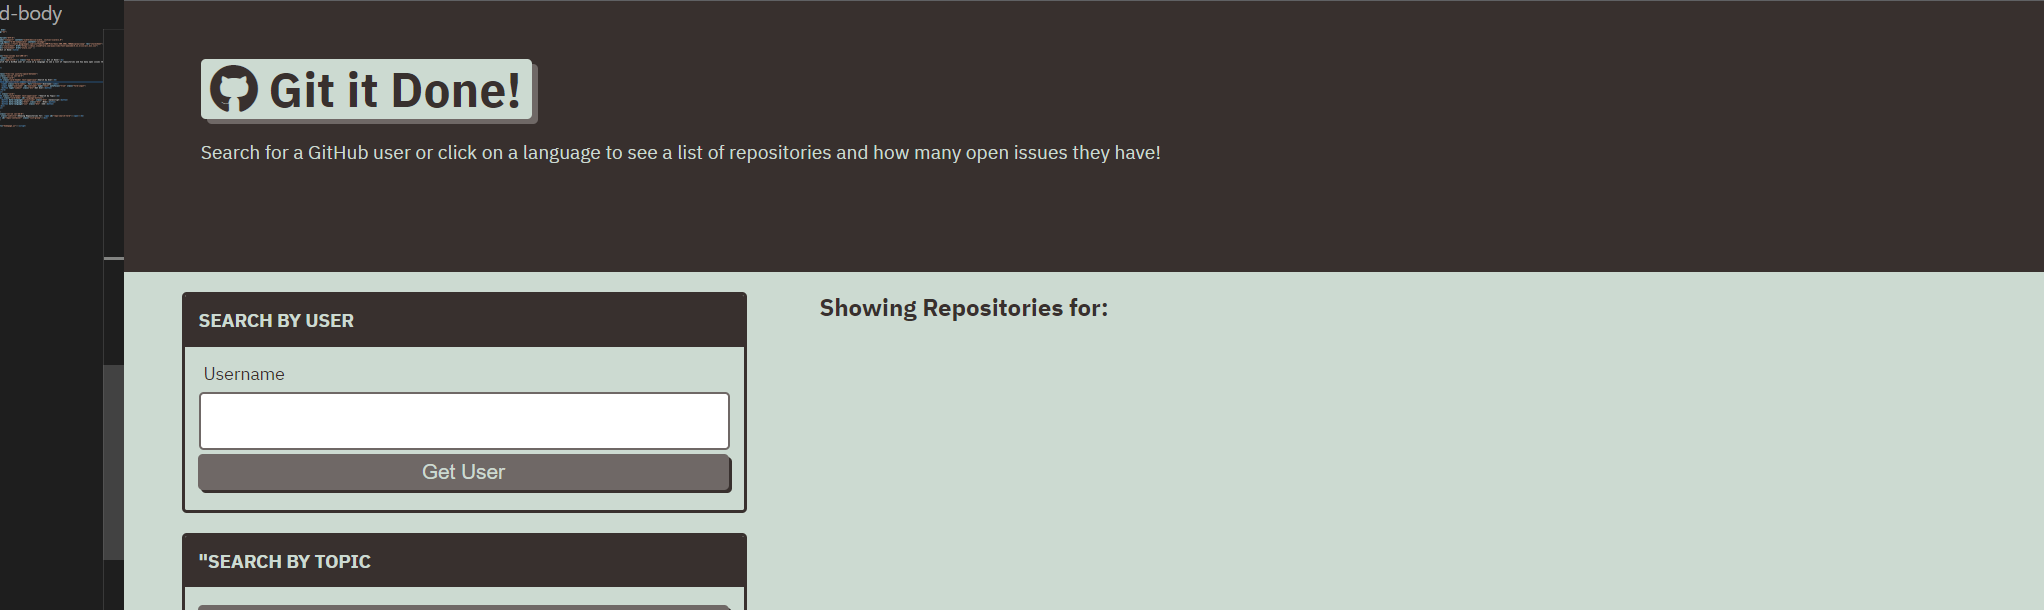 d-body
Git it Done!
Search for a GitHub user or click on a language to see a list of repositories and how many open issues they have!
SEARCH BY USER
Showing Repositories for:
Username
Get User
"SEARCH BY TOPIC